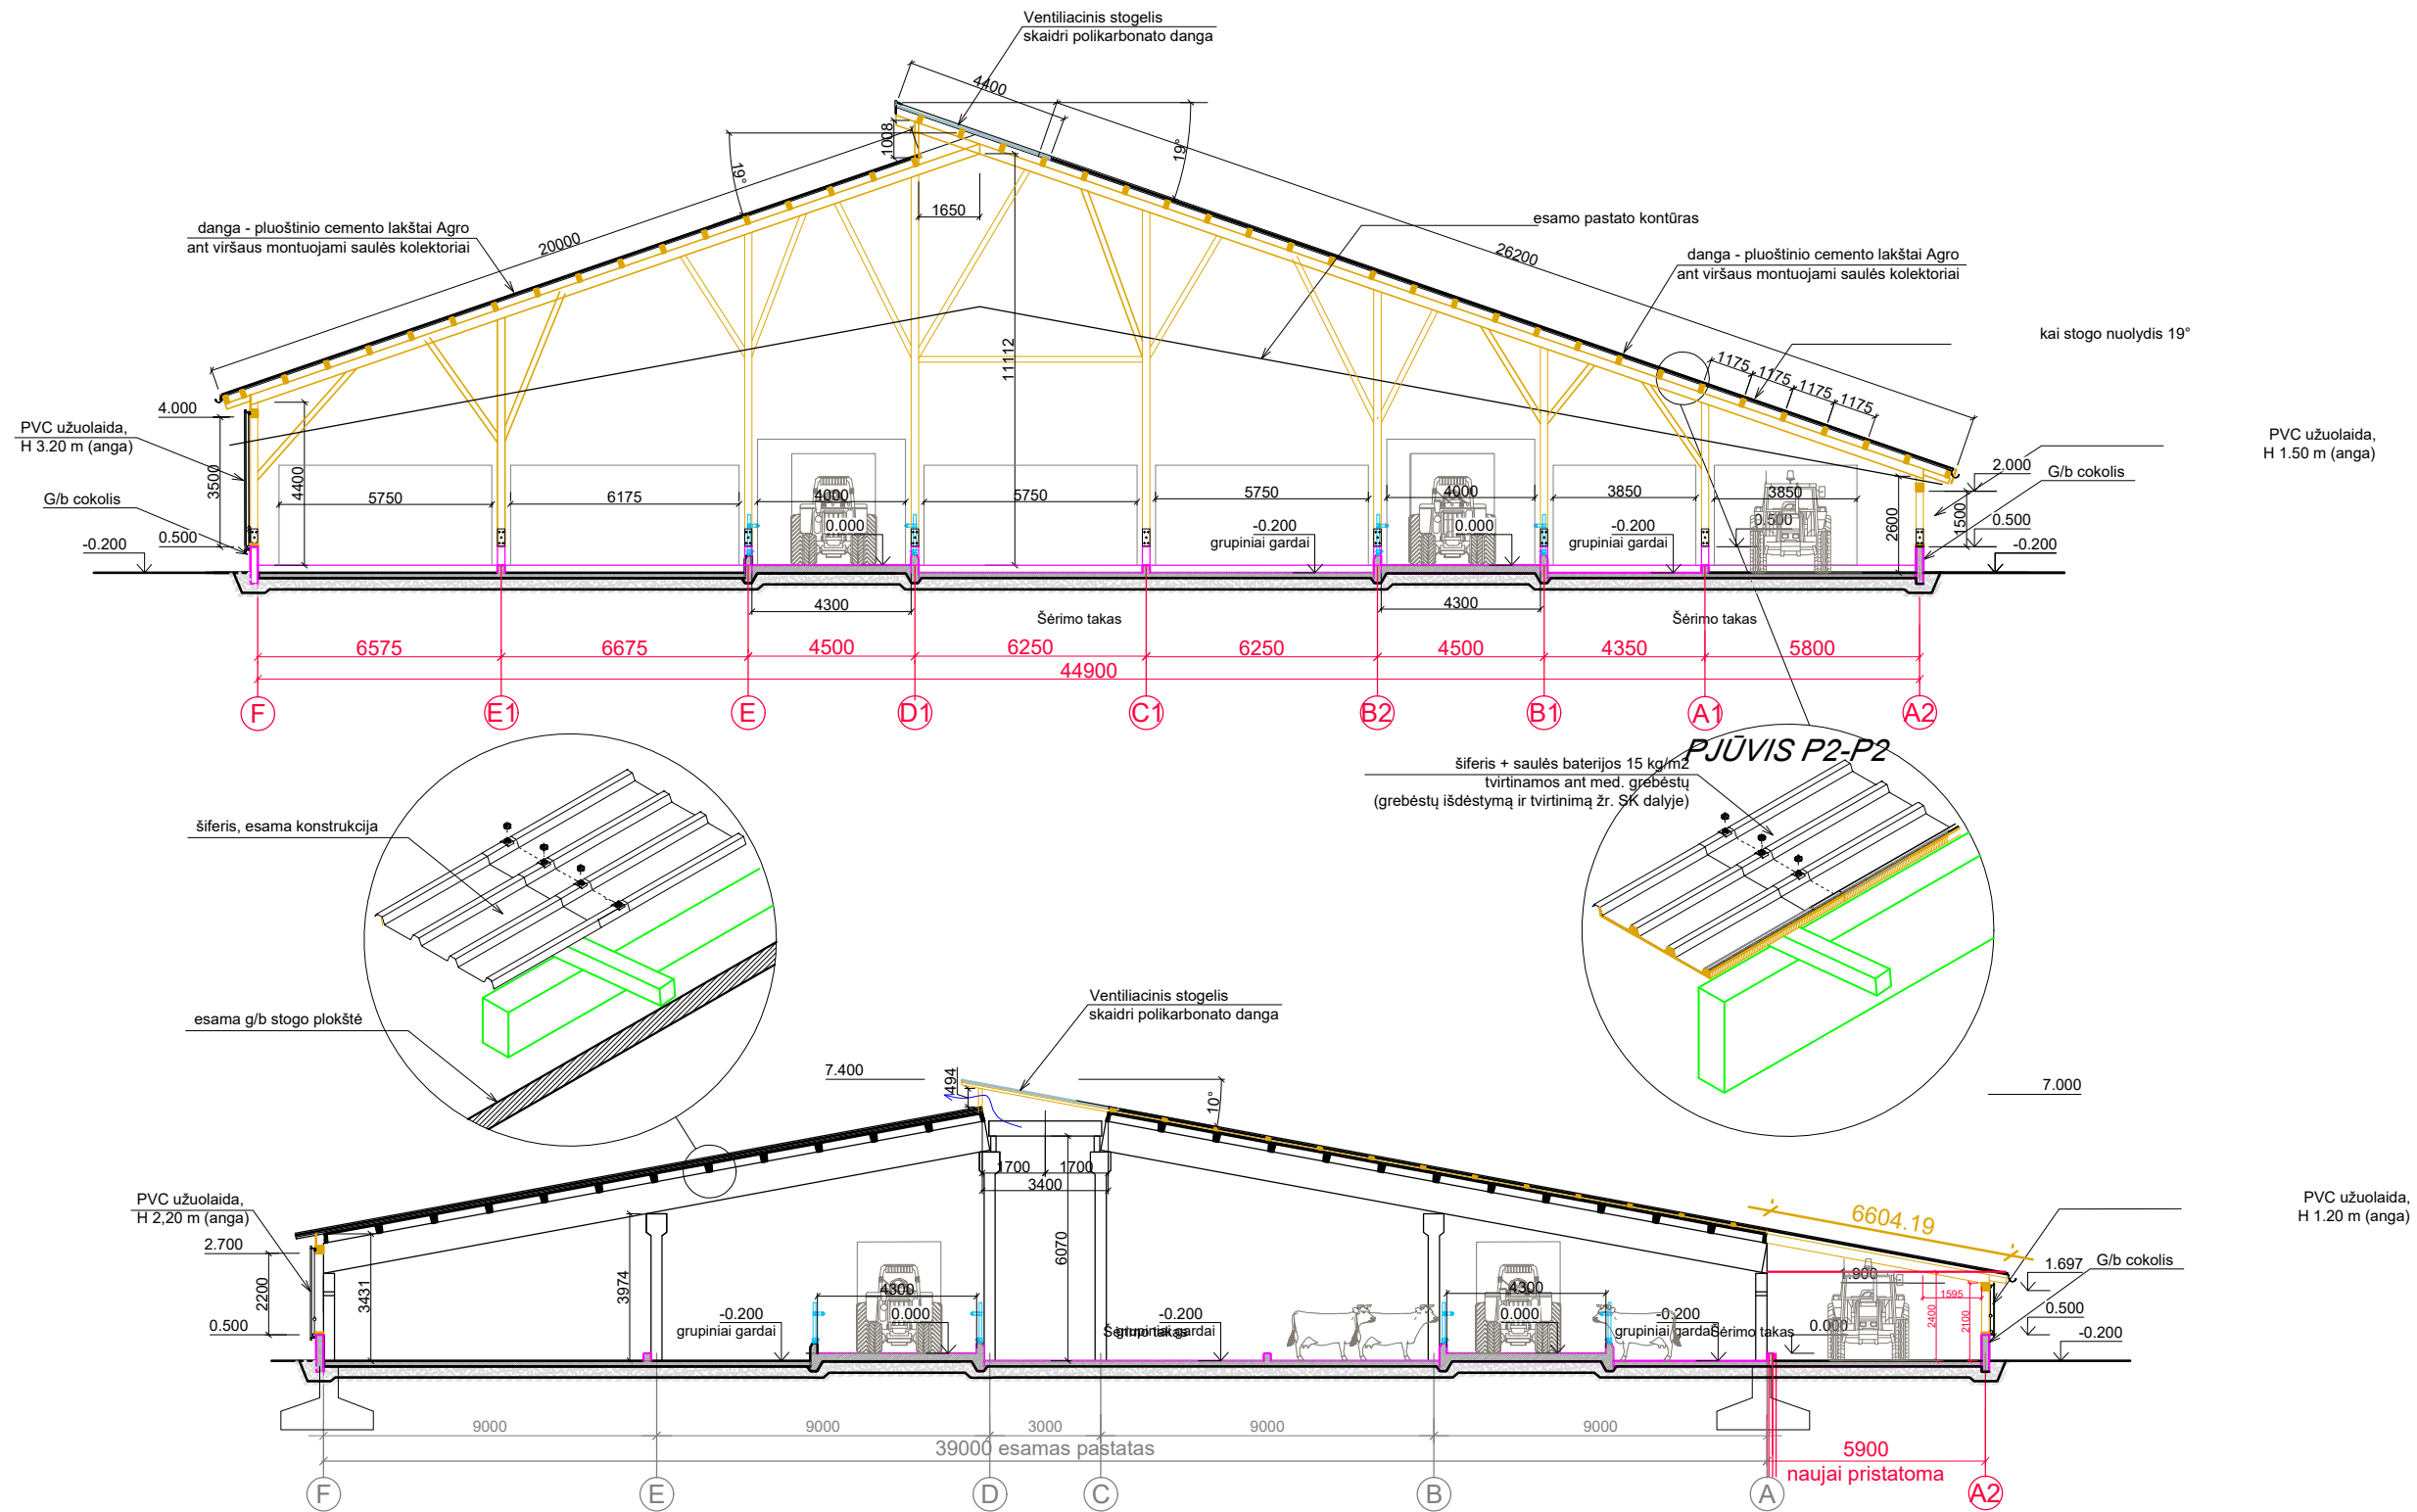 Ventiliacinis stogelis
skaidri polikarbonato danga
4400
1008
19°
19°
1650
20000
26200
11112
danga - pluoštinio cemento lakštai Agro
ant viršaus montuojami saulės kolektoriai
esamo pastato kontūras
danga - pluoštinio cemento lakštai Agro
ant viršaus montuojami saulės kolektoriai
kai stogo nuolydis 19°
1175
1175
1175
1175
4.000
PVC užuolaida,
H 3.20 m (anga)
3500
4400
G/b cokolis
-0.200
0.500
5750
6175
4000
0.000
5750
5750
-0.200
grupiniai gardai
4000
0.000
3850
-0.200
grupiniai gardai
0.500
3850
2600
1500
2.000
PVC užuolaida,
H 1.50 m (anga)
G/b cokolis
0.500
-0.200
4300
4300
Šėrimo takas
Šėrimo takas
6575
6675
4500
6250
6250
4500
4350
5800
44900
F
E1
E
D1
C1
B2
B1
A1
A2
PJŪVIS P2-P2
šiferis + saulės baterijos 15 kg/m2
tvirtinamos ant med. grebėstų
(grebėstų išdėstymą ir tvirtinimą žr. SK dalyje)
šiferis, esama konstrukcija
esama g/b stogo plokštė
Ventiliacinis stogelis
skaidri polikarbonato danga
7.400
494
10°
7.000
1700
1700
3400
6070
PVC užuolaida,
H 2,20 m (anga)
2.700
2200
3431
3974
0.500
-0.200
grupiniai gardai
4300
0.000
-0.200
grupiniai gardai
Šėrimo takas
4300
0.000
-0.200
grupiniai gardai
Šėrimo takas
0.000
6604.19
1.900
1595
2400
2100
1.697
PVC užuolaida,
H 1.20 m (anga)
G/b cokolis
0.500
-0.200
9000
9000
3000
9000
9000
39000 esamas pastatas
5900
naujai pristatoma
F
E
D
C
B
A
A2